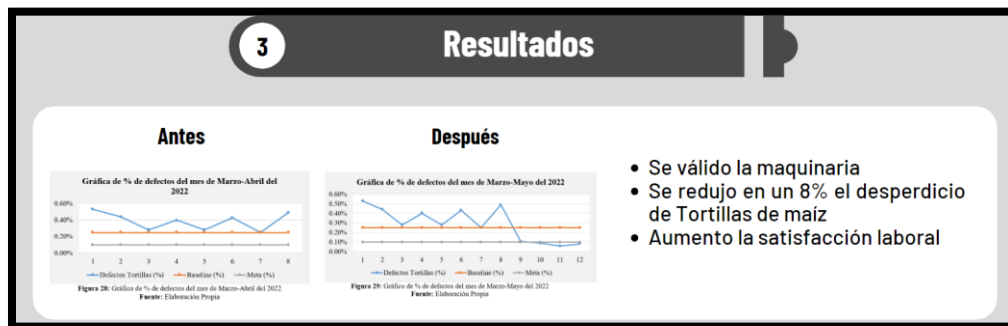 3
Resultados
Antes
Gráfica de % de defectos del mes de Marzo-Abril del
2022
0.60%
0.40%
0.20%
0.00%
1 2 3 4 5 6 7 8
Defectos Tortillas (%) Baseline (%) Meta (%)
Figura 28: Gráfico de % de defectos del mes de Marzo-Abril del 2022
Fuente: Elaboración Propia
Después
Gráfica de % de defectos del mes de Marzo-Mayo del 2022
0.60%
0.50%
0.40%
0.30%
0.20%
0.10%
0.00%
1 2 3 4 5 6 7 8 9 10 11 12
Defectos Tortillas (%) Baseline (%) Meta (%)
Figura 29: Gráfico de % de defectos del mes de Marzo-Mayo del 2022
Fuente: Elaboración Propia
• Se válido la maquinaria
• Se redujo en un 8% el desperdicio
de Tortillas de maíz
• Aumento la satisfacción laboral